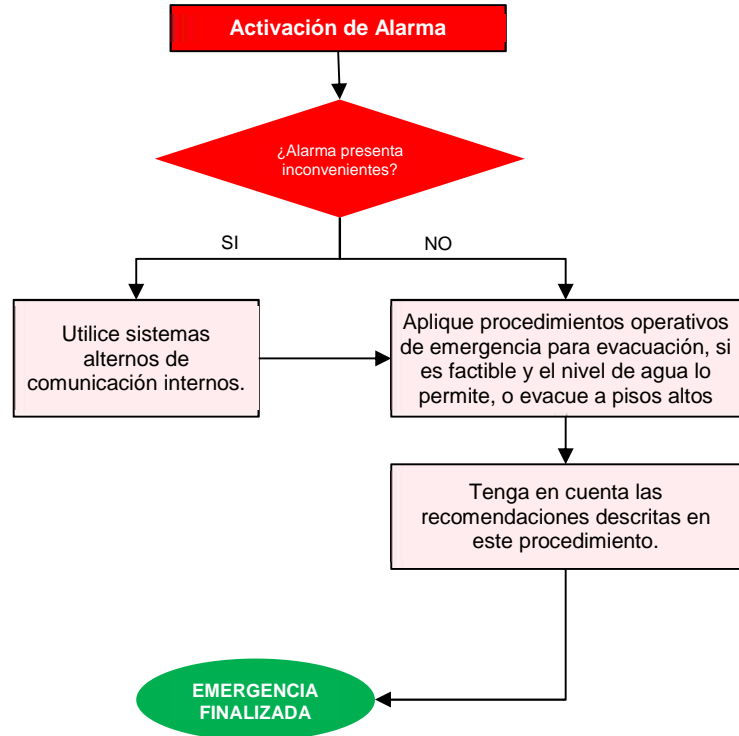 Activación de Alarma
¿Alarma presenta
inconvenientes?
SI
NO
Utilice sistemas
alternos de
comunicación internos.
Aplique procedimientos operativos
de emergencia para evacuación, si
es factible y el nivel de agua lo
permite, o evacue a pisos altos
Tenga en cuenta las
recomendaciones descritas en
este procedimiento.
EMERGENCIA
FINALIZADA